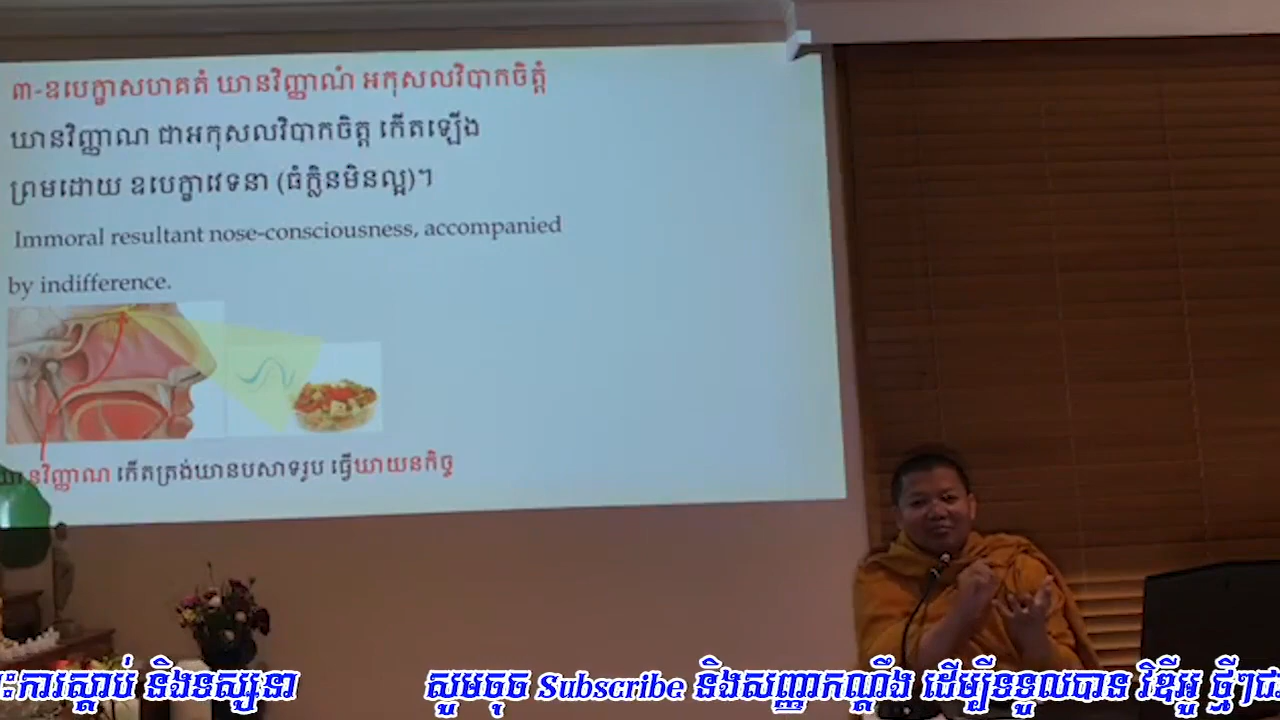 ៣-ឧបេក្ខាសហគតំ ឃានវិញ្ញាណំ អកុសលវិបាកចិត្តំ
ឃានវិញ្ញាណ ជាអកុសលវិបាកចិត្ត កើតឡើង
ព្រមដោយ ឧបេក្ខាវេទនា (ធំក្លិនមិនល្អ)។
Immoral resultant nose-consciousness, accompanied
by indifference.
ឃានវិញ្ញាណ កើតត្រង់ឃានបសាទរូប ធ្វើឃាយនកិច្ច
ះការស្ដាប់ និងទស្សនា សូមចុច Subscribe និងសញ្ញាកណ្ដឹង ដើម្បីទទួលបាន វិឌីអូ ថ្មីៗជា